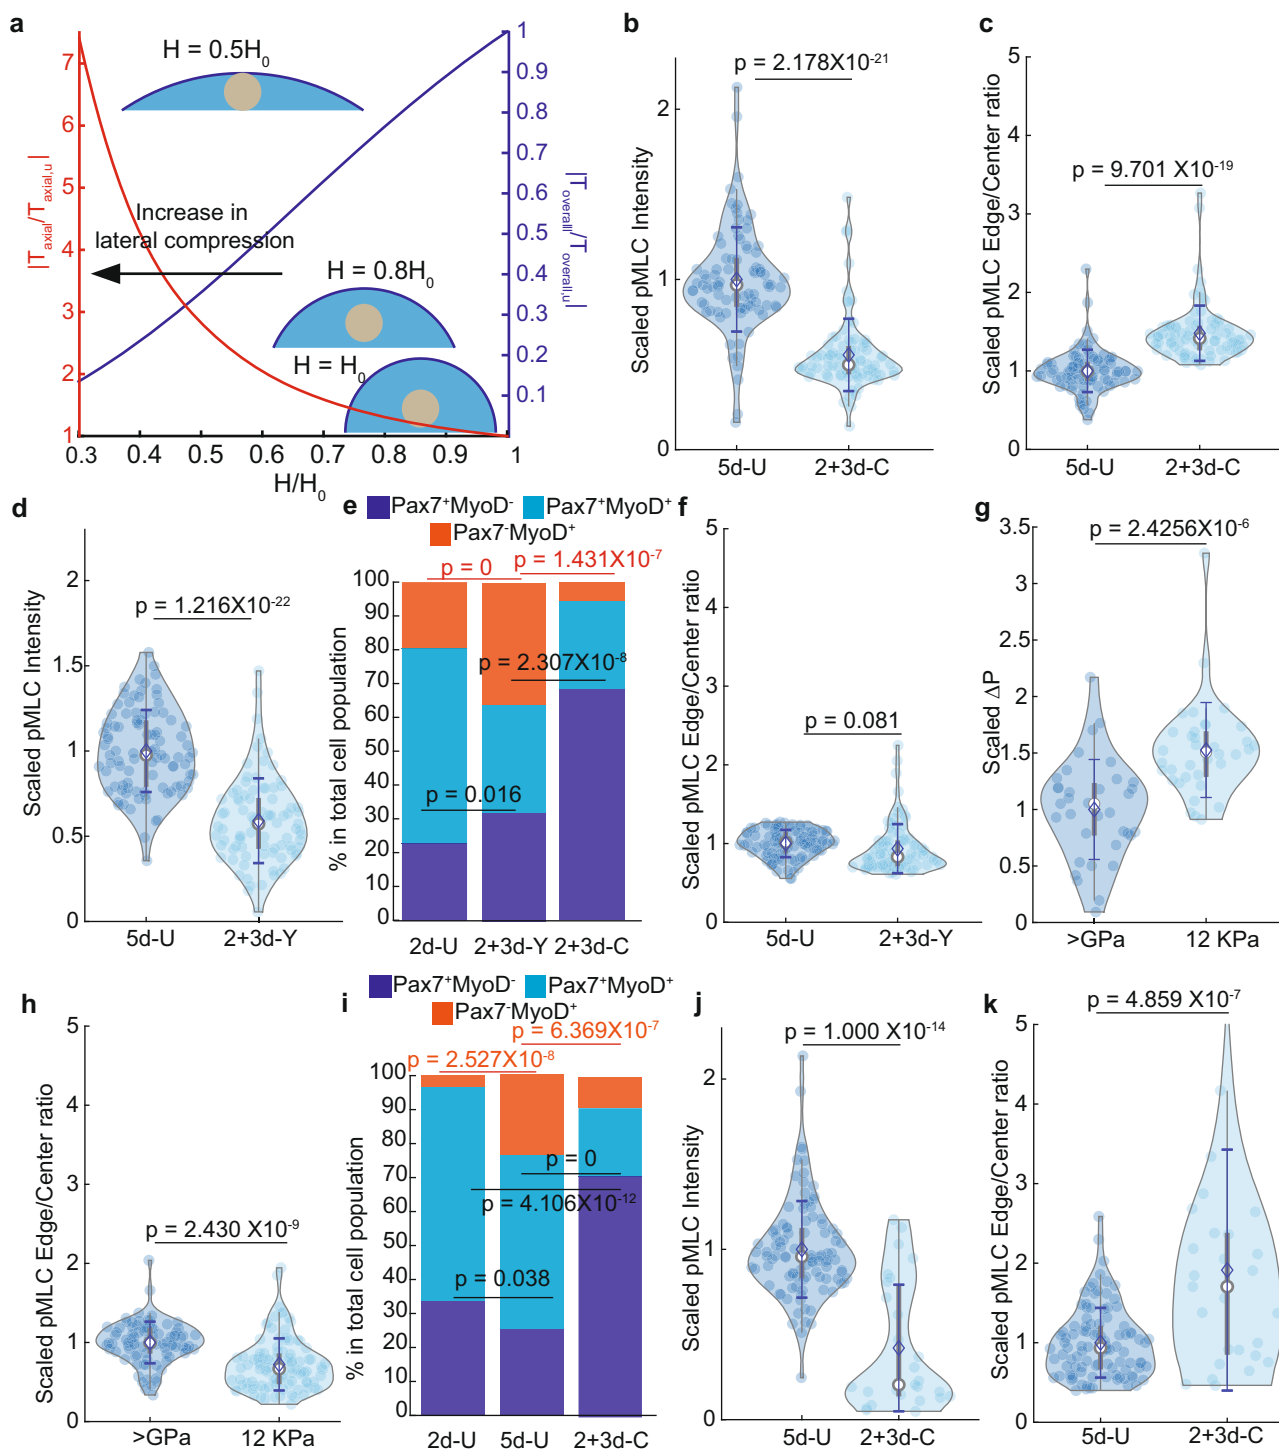 a
H = 0.5H0
Increase in
lateral compression
H = 0.8H0
H = H0
|Taxial/Taxial,u|
|Toverall/Toverall,u|
7
6
5
4
3
2
1
1
0.9
0.8
0.7
0.6
0.5
0.4
0.3
0.2
0.1
0.3 0.4 0.5 0.6 0.7 0.8 0.9 1
H/H0
b
p = 2.178X10-21
Scaled pMLC Intensity
2
1
0
5d-U 2+3d-C
c
p = 9.701 X10-19
Scaled pMLC Edge/Center ratio
5
4
3
2
1
0
5d-U 2+3d-C
d
p = 1.216X10-22
Scaled pMLC Intensity
2
1.5
1
0.5
0
5d-U 2+3d-Y
e
Pax7+MyoD- Pax7+MyoD+
Pax7-MyoD+
p = 0
p = 1.431X10-7
p = 2.307X10-8
p = 0.016
% in total cell population
100
90
80
70
60
50
40
30
20
10
0
2d-U 2+3d-Y 2+3d-C
f
p = 0.081
Scaled pMLC Edge/Center ratio
5
4
3
2
1
0
5d-U 2+3d-Y
g
p = 2.4256X10-6
Scaled ΔP
3.5
3
2.5
2
1.5
1
0.5
0
>GPa 12 KPa
h
p = 2.430 X10-9
Scaled pMLC Edge/Center ratio
5
4
3
2
1
0
>GPa 12 KPa
i
Pax7+MyoD- Pax7+MyoD+
Pax7-MyoD+
p = 6.369X10-7
p = 2.527X10-8
p = 0
p = 4.106X10-12
p = 0.038
% in total cell population
100
90
80
70
60
50
40
30
20
10
0
2d-U 5d-U 2+3d-C
j
p = 1.000 X10-14
Scaled pMLC Intensity
2
1
0
5d-U 2+3d-C
k
p = 4.859 X10-7
Scaled pMLC Edge/Center ratio
5
4
3
2
1
0
5d-U 2+3d-C